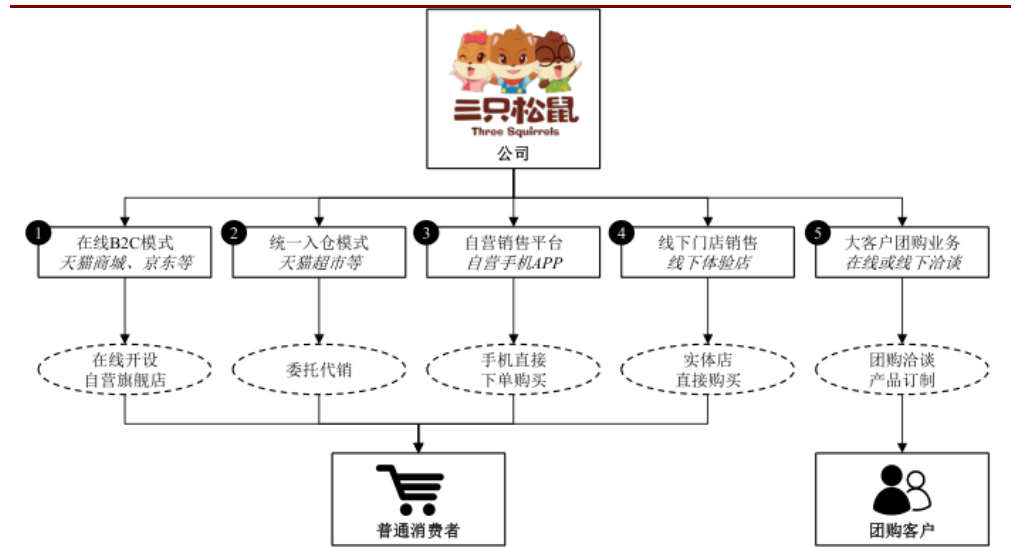 三只松鼠
Three Squirrels
公司
1
在线B2C模式
天猫商城、京东等
2
统一入仓模式
天猫超市等
3
自营销售平台
自营手机APP
4
线下门店销售
线下体验店
5
大客户团购业务
在线或线下洽谈
在线开设
自营旗舰店
委托代销
手机直接
下单购买
实体店
直接购买
团购洽谈
产品订制
普通消费者
团购客户